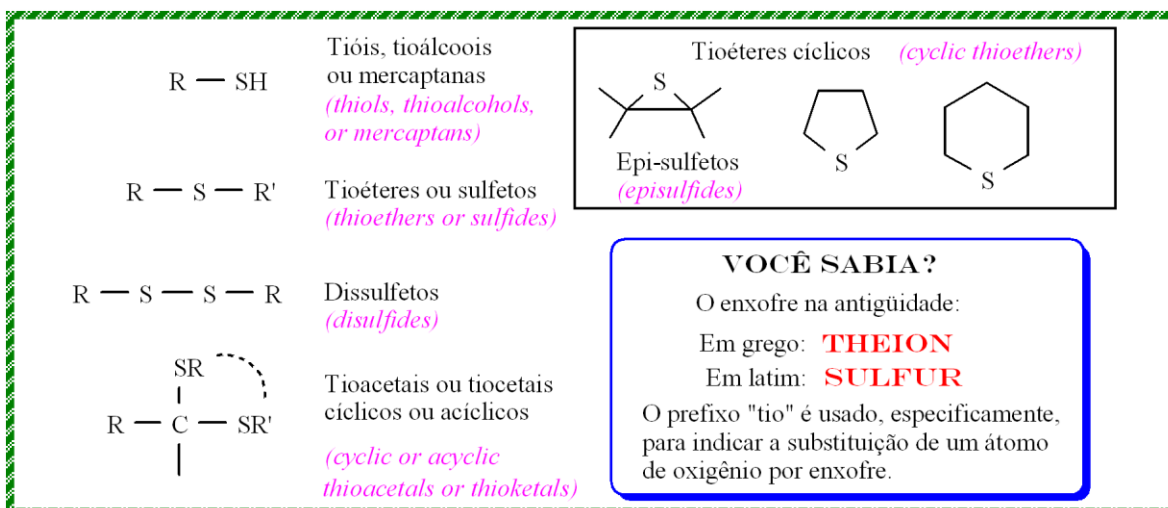 R — SH
Tióis, tioálcoois
ou mercaptanas
(thiols, thioalcohols,
or mercaptans)
R — S — R'
Tioéteres ou sulfetos
(thioethers or sulfides)
R — S — S — R
Dissulfetos
(disulfides)
SR
R — C — SR'
Tioacetais ou tiocetais
cíclicos ou acíclicos
(cyclic or acyclic
thioacetals or thioketals)
Tioéteres cíclicos (cyclic thioethers)
S
S
S
Epi-sulfetos
(episulfides)
VOCÊ SABIA?
O enxofre na antigüidade:
Em grego: THEION
Em latim: SULFUR
O prefixo "tio" é usado, especificamente,
para indicar a substituição de um átomo
de oxigênio por enxofre.